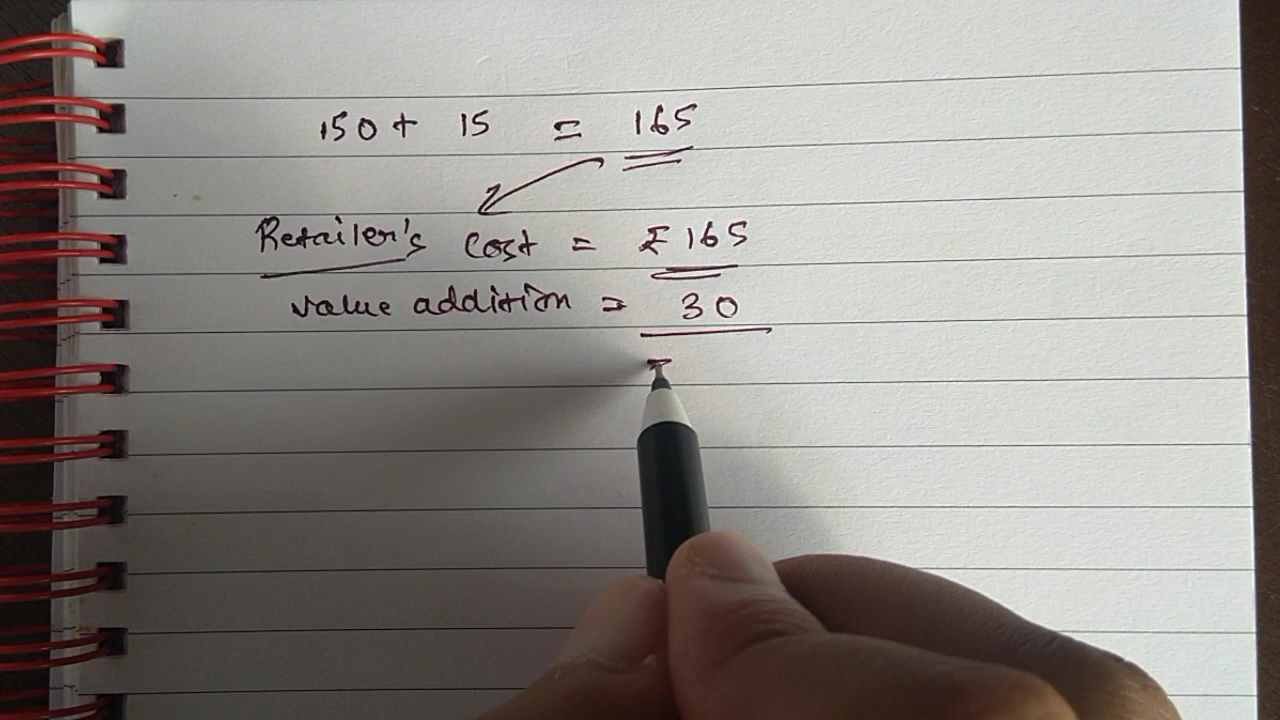 150 + 15 = 165
Retailer's cost = ₹165
value addition = 30